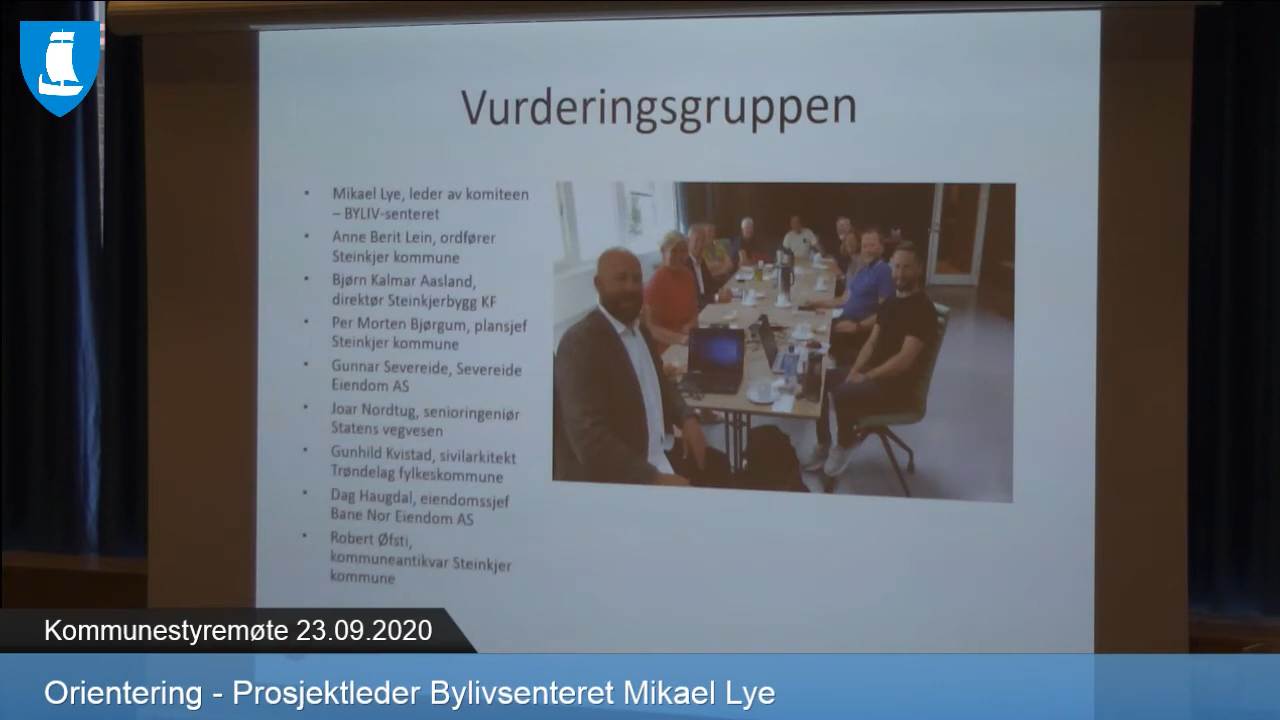 Vurderingsgruppen
• Mikael Lye, leder av komiteen
– BYLIV-senteret
• Anne Berit Lein, ordfører
Steinkjer kommune
• Bjørn Kalmar Aasland,
direktør Steinkjerbygg KF
• Per Morten Bjørgum, plansjef
Steinkjer kommune
• Gunnar Severeide, Severeide
Eiendom AS
• Joar Nordtug, senioringeniør
Statens vegvesen
• Gunhild Kvistad, sivilarkitekt
Trøndelag fylkeskommune
• Dag Haugdal, eiendomssjef
Bane Nor Eiendom AS
• Robert Øfsti,
kommuneantikvar Steinkjer
kommune
Kommunestyremøte 23.09.2020
Orientering - Prosjektleder Bylivsenteret Mikael Lye